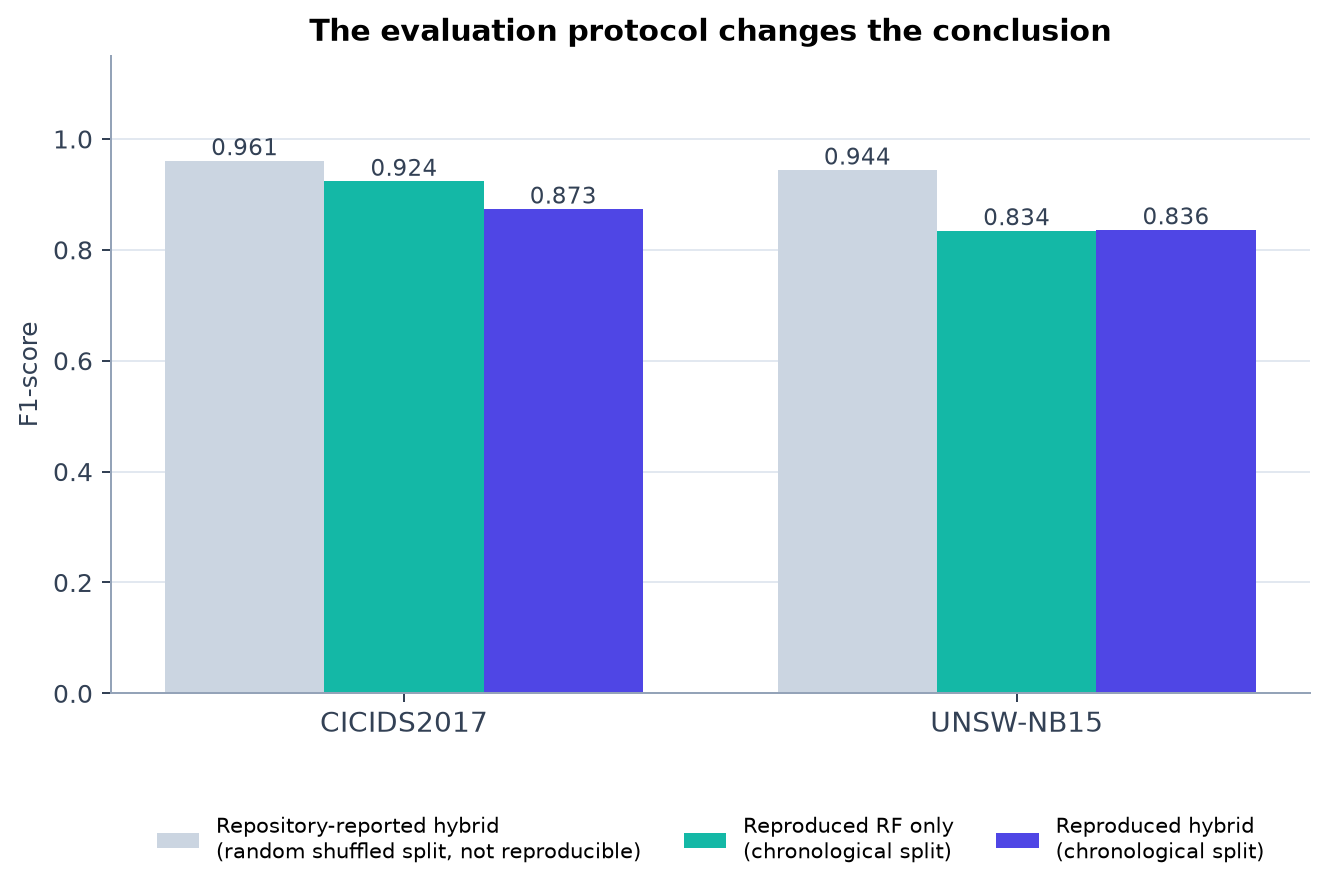 The evaluation protocol changes the conclusion
F1-score
1.0
0.8
0.6
0.4
0.2
0.0
0.961
0.924
0.873
0.944
0.834
0.836
CICIDS2017
UNSW-NB15
Repository-reported hybrid
(random shuffled split, not reproducible)
Reproduced RF only
(chronological split)
Reproduced hybrid
(chronological split)